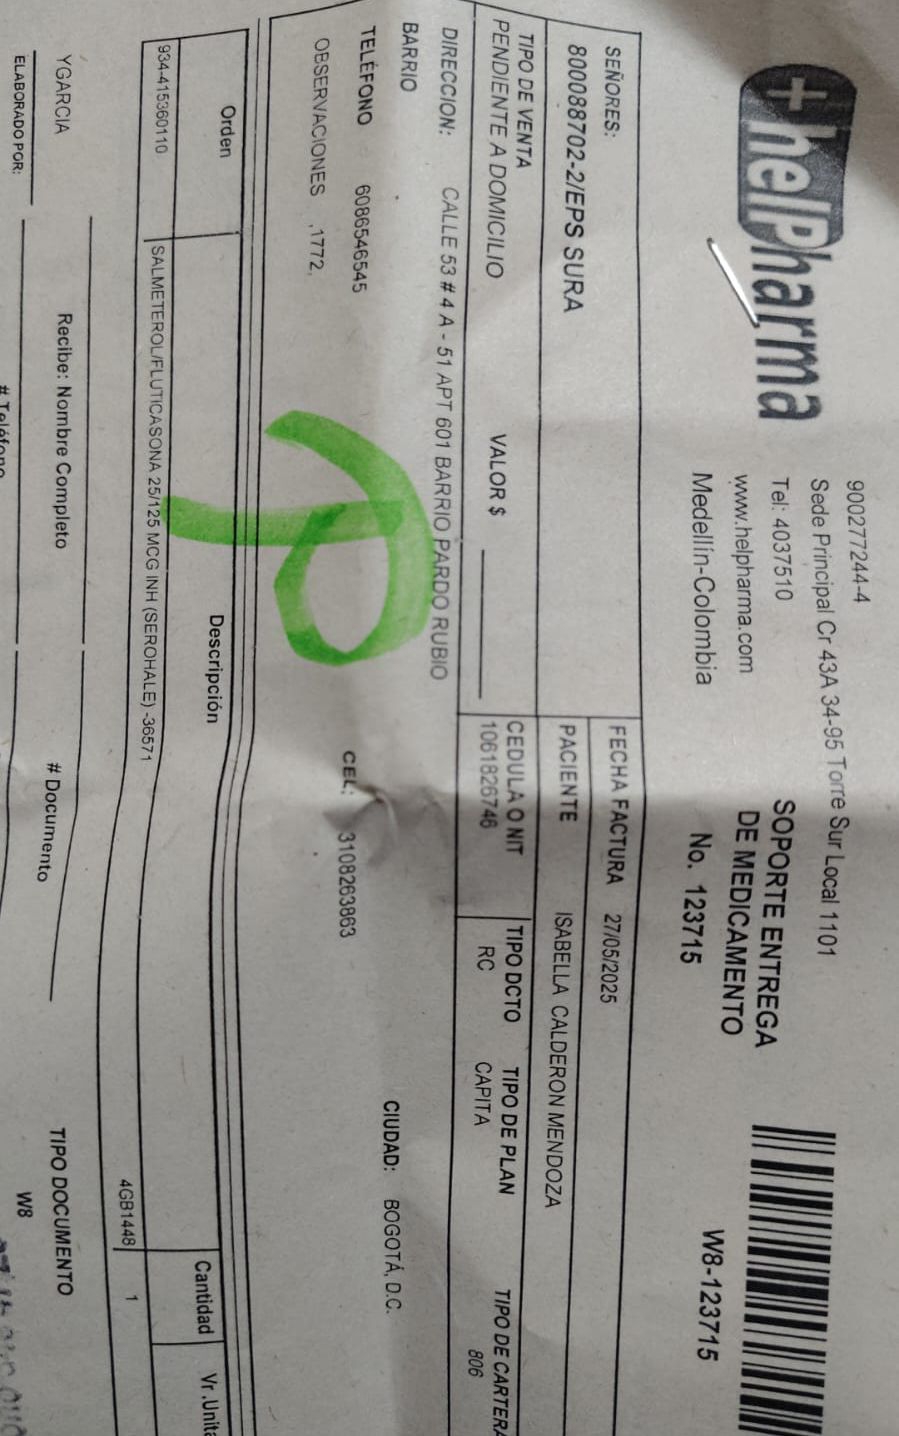 +helPharma
900277244-4
Sede Principal Cr 43A 34-95 Torre Sur Local 1101
Tel: 4037510
www.helpharma.com
Medellín-Colombia
SOPORTE ENTREGA
DE MEDICAMENTO
No. 123715
W8-123715
SEÑORES:
800088702-2/EPS SURA
FECHA FACTURA 27/05/2025
PACIENTE ISABELLA CALDERON MENDOZA
TIPO DE VENTA
PENDIENTE A DOMICILIO
VALOR $
CEDULA O NIT
1061826746
TIPO DCTO
RC
TIPO DE PLAN
CAPITA
TIPO DE CARTERA
806
DIRECCION: CALLE 53 # 4 A - 51 APT 601 BARRIO PARDO RUBIO
BARRIO
CIUDAD: BOGOTÁ, D.C.
TELÉFONO 6086546545
CEL: 3108263863
OBSERVACIONES ,1772,
P
Orden Descripción Cantidad Vr .Unita
934-415360110 SALMETEROL/FLUTICASONA 25/125 MCG INH (SEROHALE) -36571 4GB1448 1
YGARCIA
ELABORADO POR:
Recibe: Nombre Completo
# Documento
TIPO DOCUMENTO
W8
# Teléfono